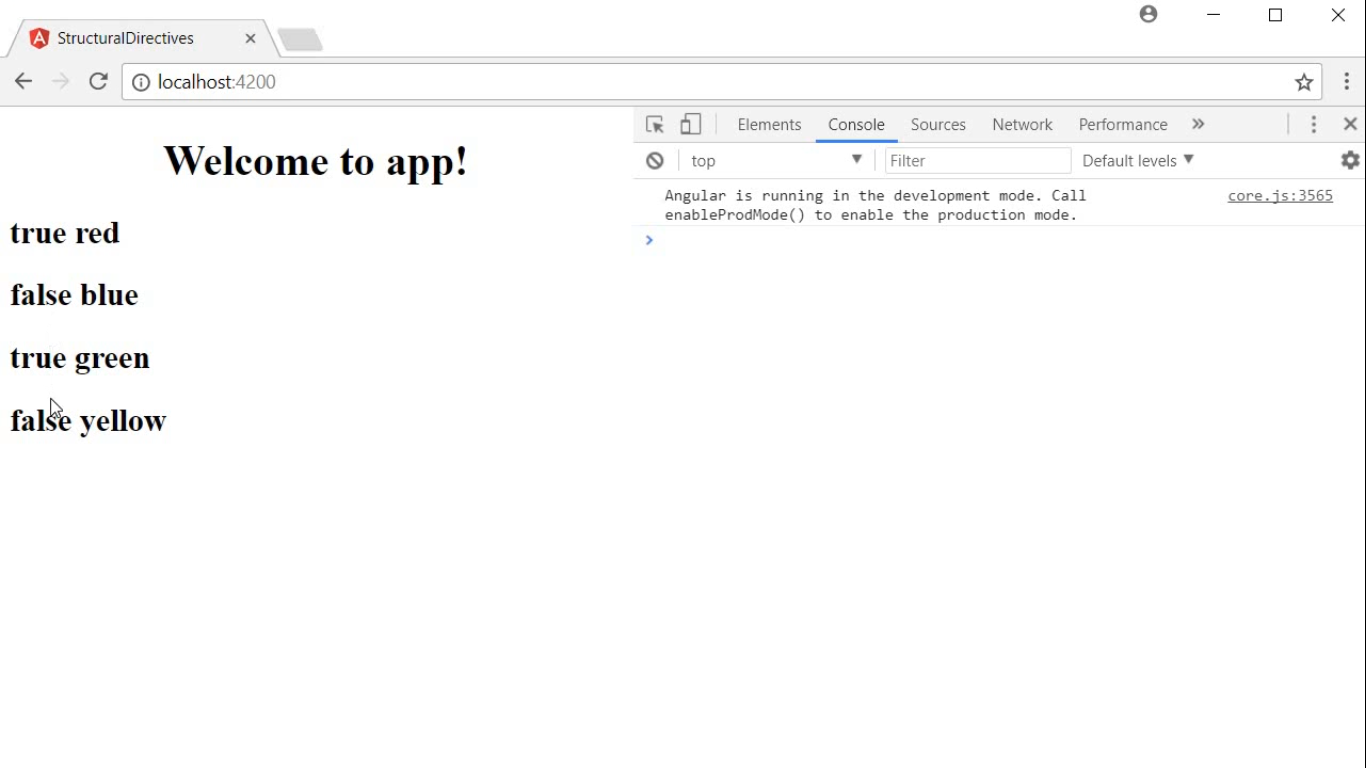 StructuralDirectives
localhost:4200
Elements Console Sources Network Performance »
top Filter Default levels
Angular is running in the development mode. Call core.js:3565
enableProdMode() to enable the production mode.
Welcome to app!
true red
false blue
true green
false yellow